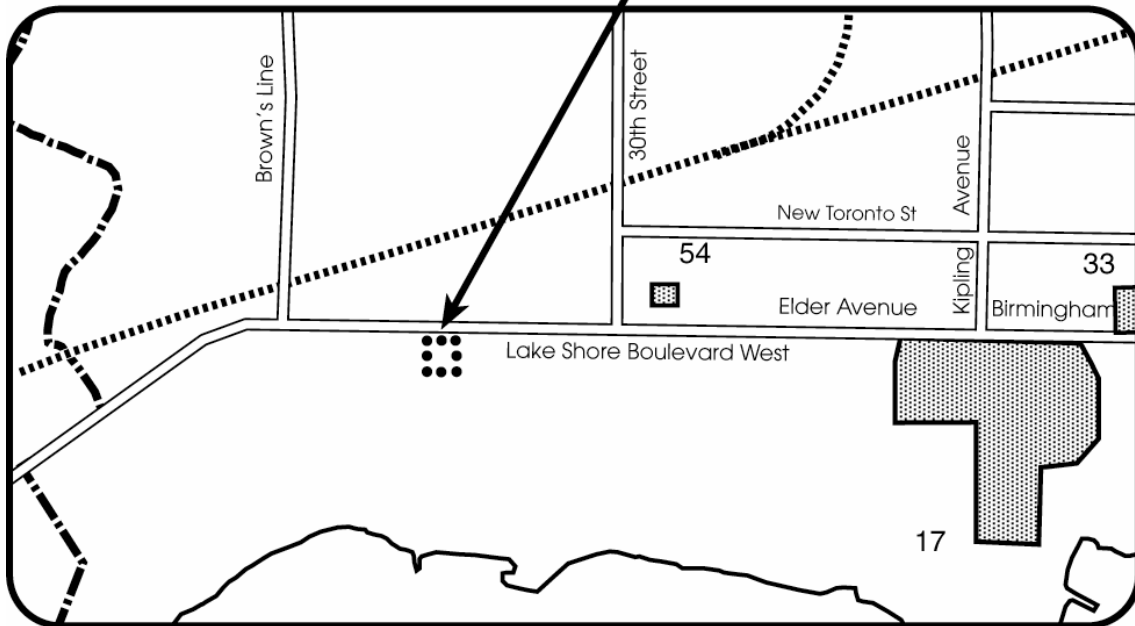 Brown's Line
30th Street
Kipling Avenue
New Toronto St
54
33
Elder Avenue
Birmingham
Lake Shore Boulevard West
17